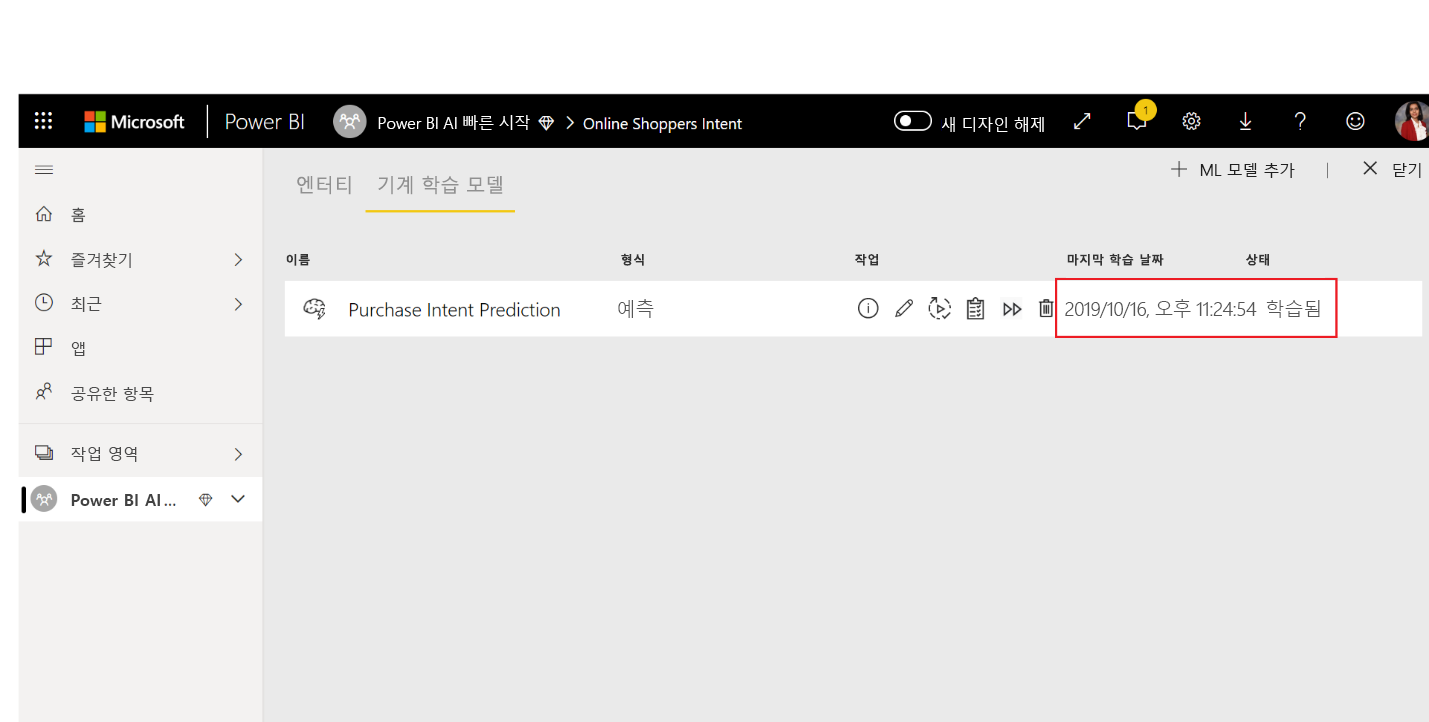 Microsoft Power BI Power BI AI 빠른 시작 > Online Shoppers Intent 새 디자인 해제 1 ?
+ ML 모델 추가 | × 닫기
엔터티 기계 학습 모델
홈
즐겨찾기
최근
앱
공유한 항목
작업 영역
Power BI AI...
이름 형식 작업 마지막 학습 날짜 상태
Purchase Intent Prediction 예측 2019/10/16, 오후 11:24:54 학습됨